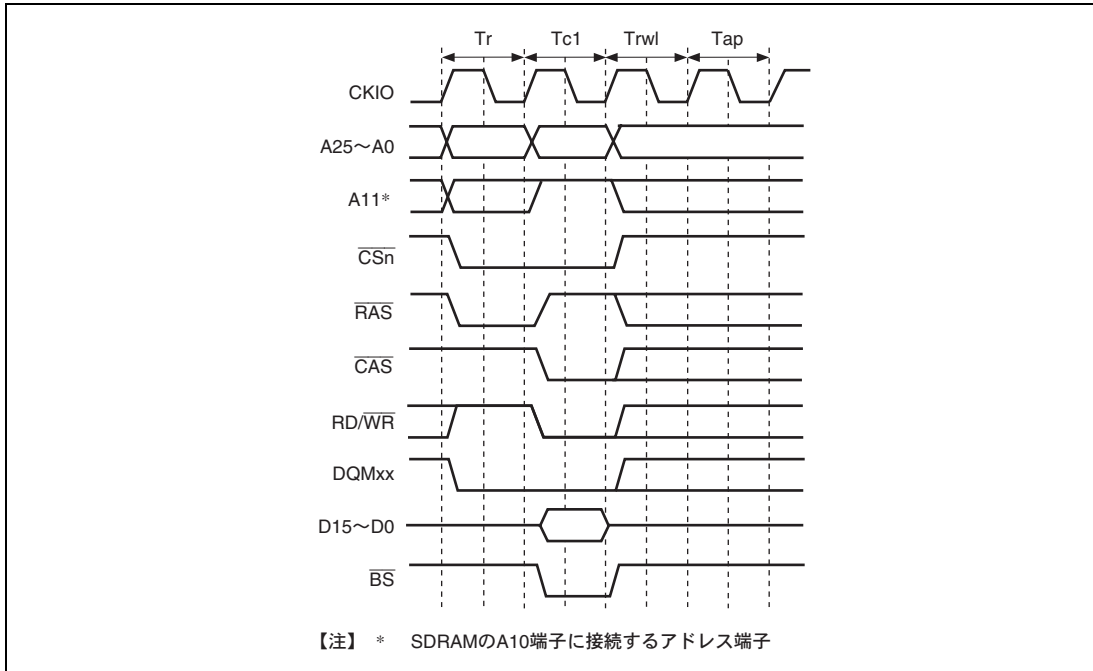 Tr Tc1 Trwl Tap
CKIO
A25～A0
A11*
CSn
RAS
CAS
RD/WR
DQMxx
D15～D0
BS
【注】 * SDRAMのA10端子に接続するアドレス端子